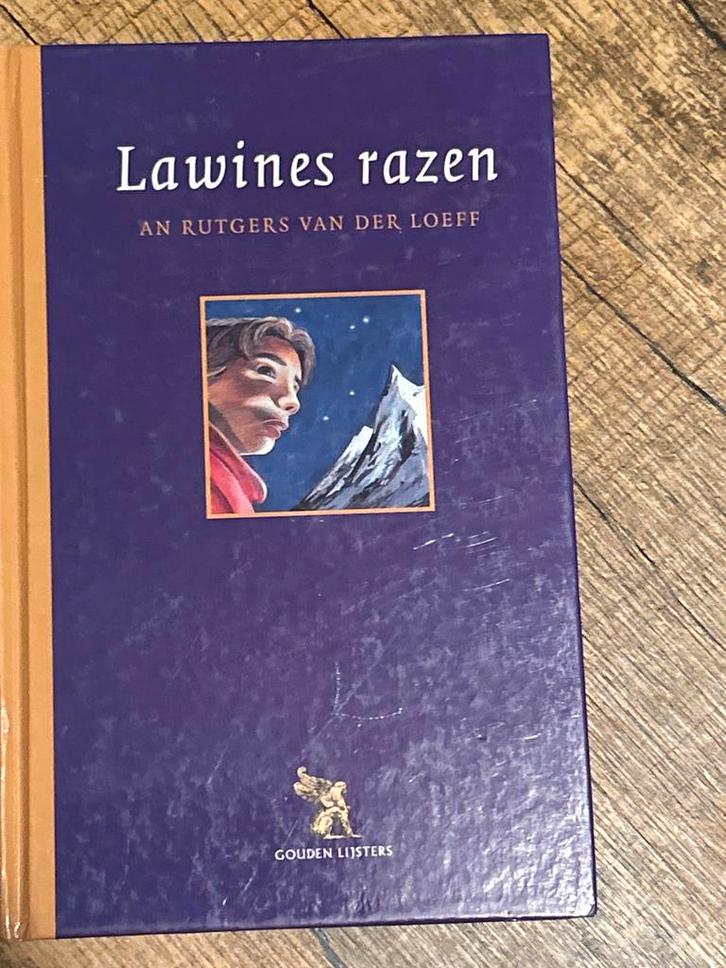 Lawines razen
AN RUTGERS VAN DER LOEFF
GOUDEN LIJSTERS